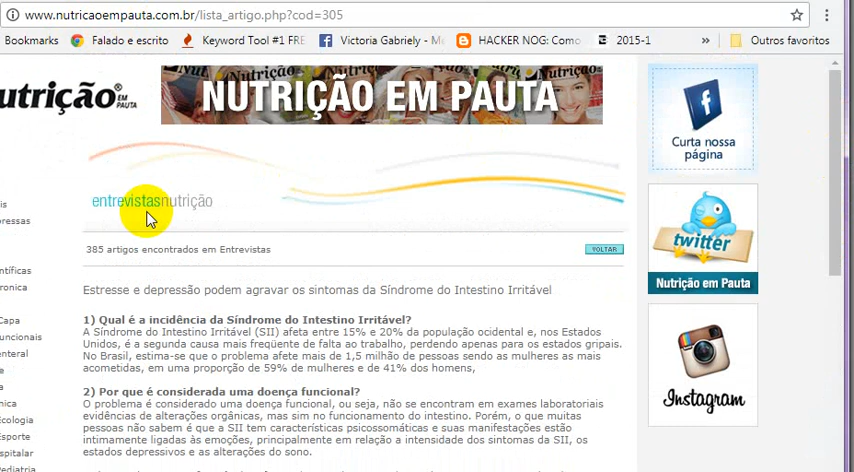 www.nutricaoempauta.com.br/lista_artigo.php?cod=305
Bookmarks Falado e escrito Keyword Tool #1 FRE Victoria Gabriely - Me HACKER NOG: Como 2015-1 » Outros favoritos
utrição® EM PAUTA
NUTRIÇÃO EM PAUTA
Curta nossa
página
entrevistasnutrição
is
pressas
385 artigos encontrados em Entrevistas
VOLTAR
twitter
Nutrição em Pauta
entíficas
ronica
Estresse e depressão podem agravar os sintomas da Síndrome do Intestino Irritável
Capa
uncionais
enteral
e
a
nica
cologia
Esporte
spitalar
Pediatria
1) Qual é a incidência da Síndrome do Intestino Irritável?
A Síndrome do Intestino Irritável (SII) afeta entre 15% e 20% da população ocidental e, nos Estados
Unidos, é a segunda causa mais freqüente de falta ao trabalho, perdendo apenas para os estados gripais.
No Brasil, estima-se que o problema afete mais de 1,5 milhão de pessoas sendo as mulheres as mais
acometidas, em uma proporção de 59% de mulheres e de 41% dos homens,
2) Por que é considerada uma doença funcional?
O problema é considerado uma doença funcional, ou seja, não se encontram em exames laboratoriais
evidências de alterações orgânicas, mas sim no funcionamento do intestino. Porém, o que muitas
pessoas não sabem é que a SII tem características psicossomáticas e suas manifestações estão
intimamente ligadas às emoções, principalmente em relação a intensidade dos sintomas da SII, os
estados depressivos e as alterações do sono.
Instagram